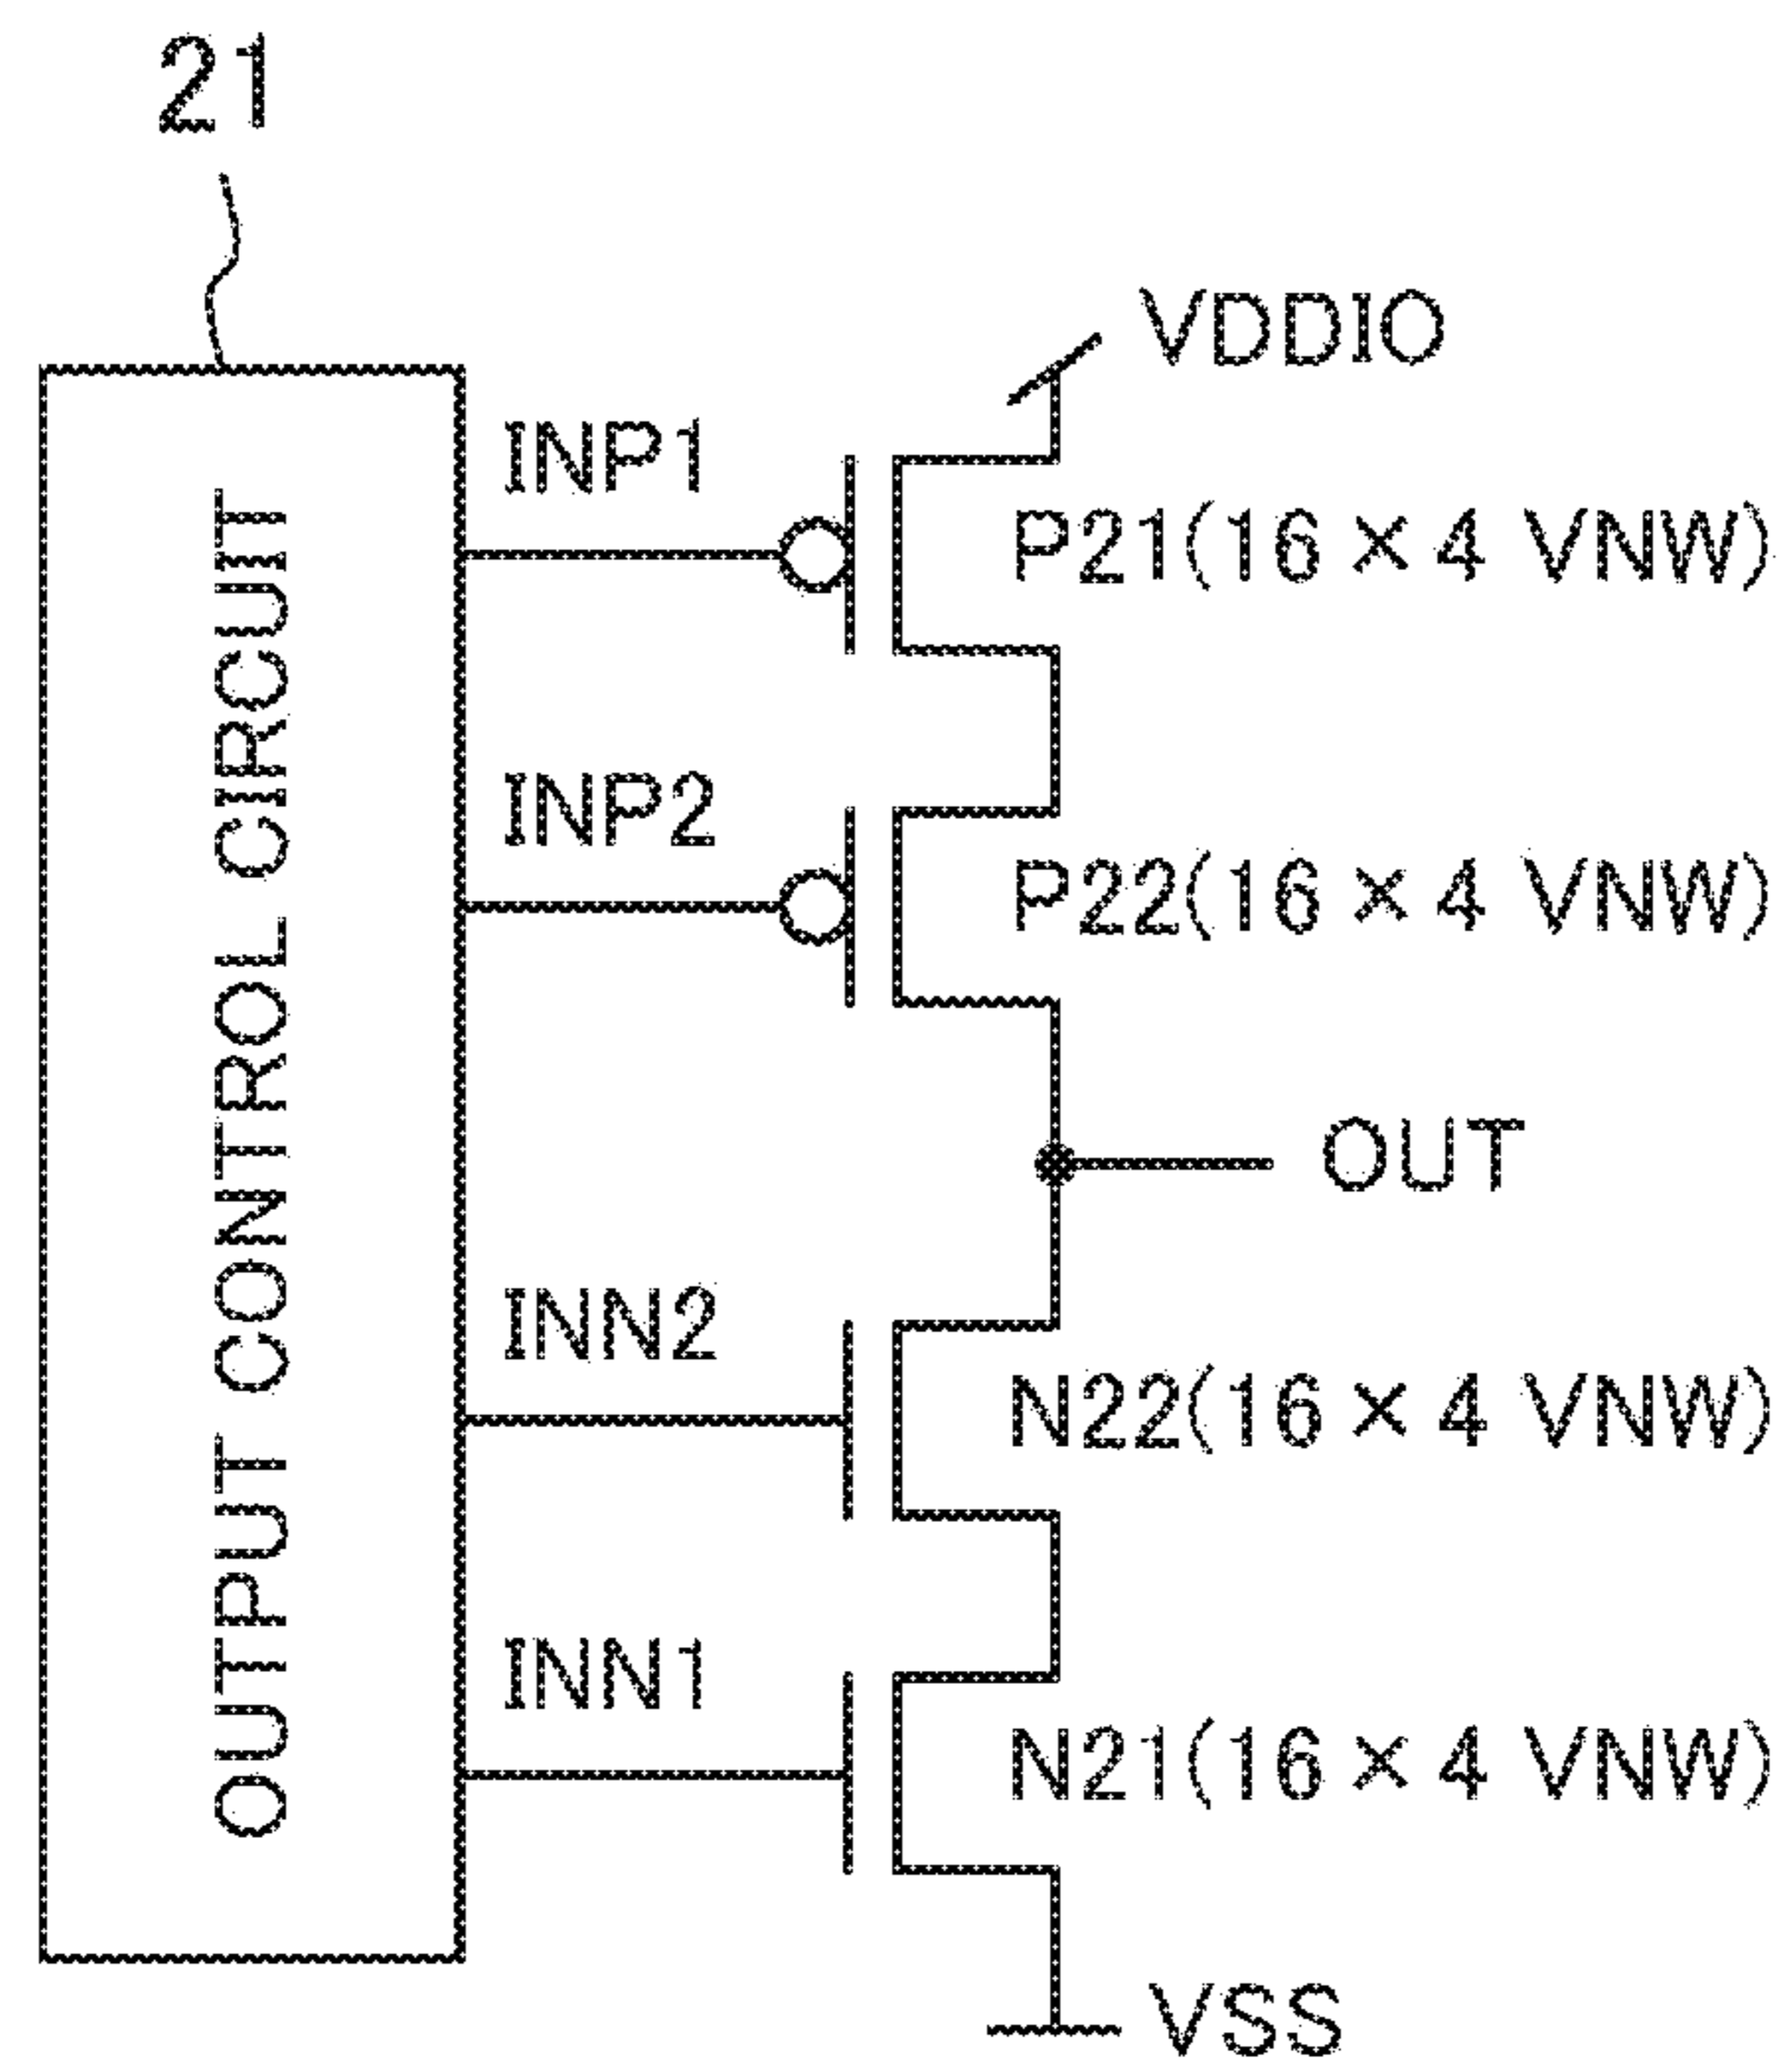 21
VDDIO
INP1
P21(16 × 4 VNW)
INP2
P22(16 × 4 VNW)
OUTPUT CONTROL CIRCUIT
OUT
INN2
N22(16 × 4 VNW)
INN1
N21(16 × 4 VNW)
VSS